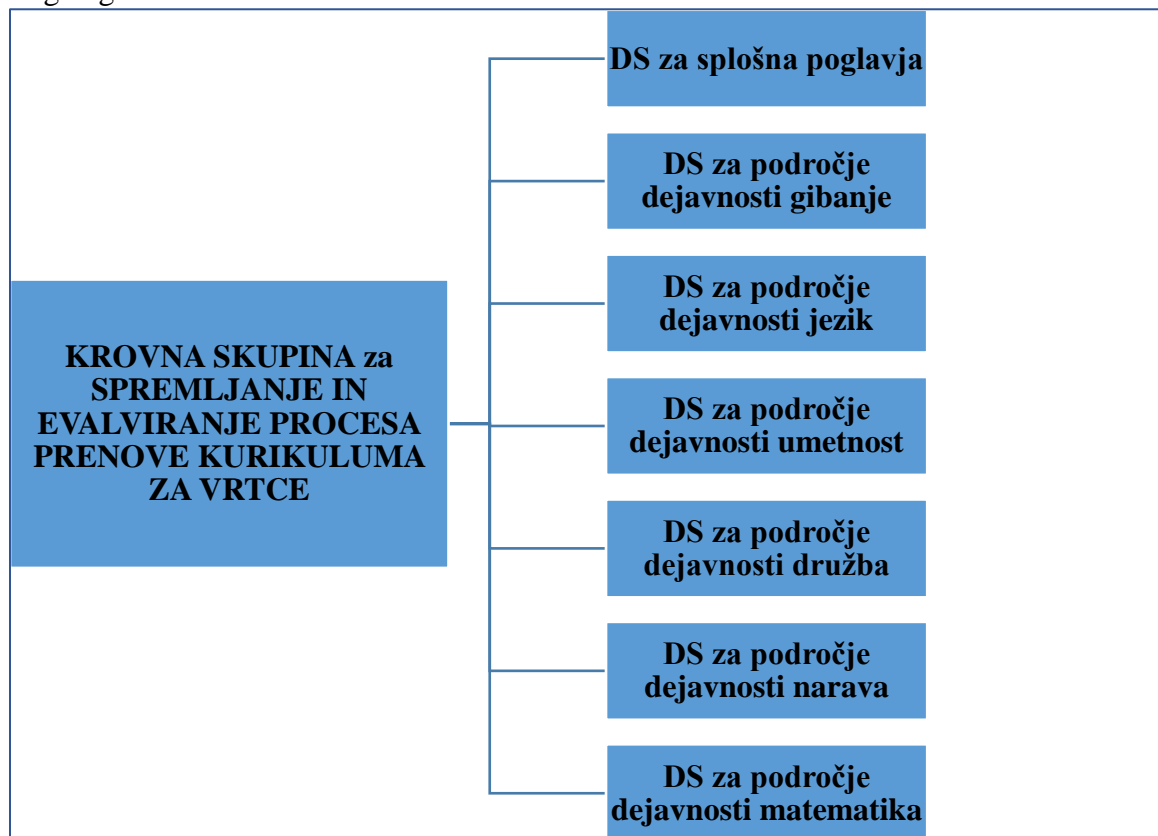 KROVNA SKUPINA za
SPREMLJANJE IN
EVALVIRANJE PROCESA
PRENOVE KURIKULUMA
ZA VRTCE
DS za splošna poglavja
DS za področje
dejavnosti gibanje
DS za področje
dejavnosti jezik
DS za področje
dejavnosti umetnost
DS za področje
dejavnosti družba
DS za področje
dejavnosti narava
DS za področje
dejavnosti matematika